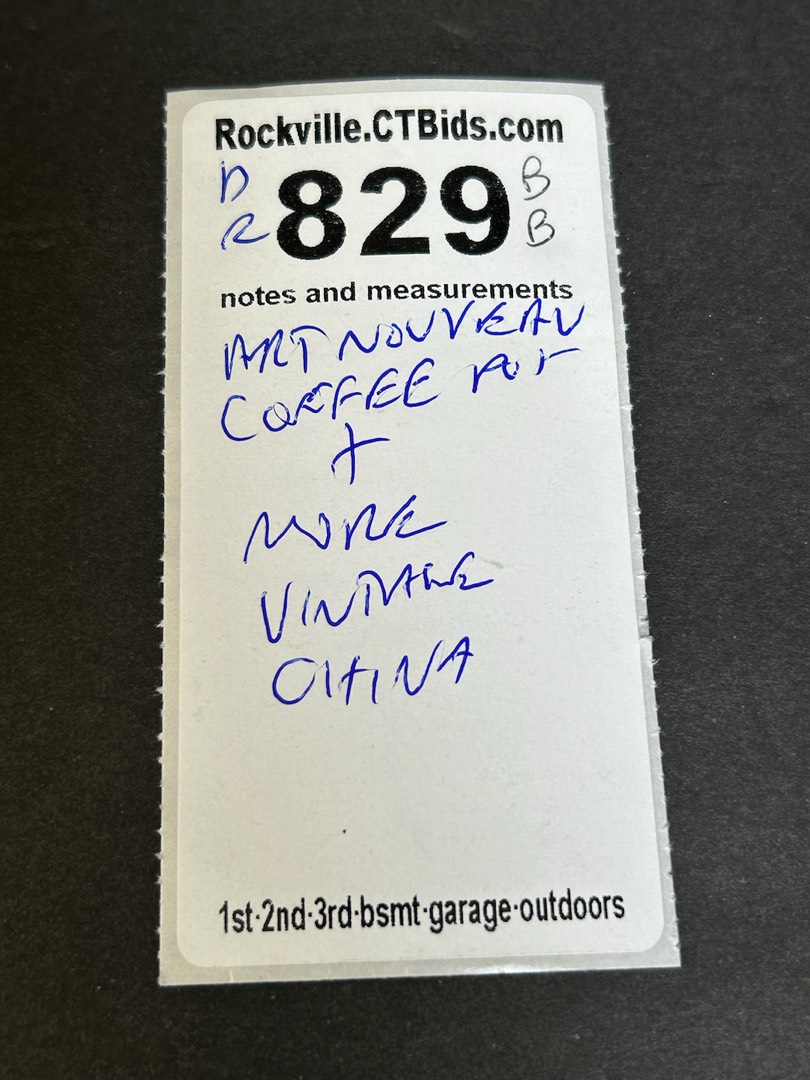 Rockville.CTBids.com
D 829 B
R B
notes and measurements
ART NOUVEAU
COFFEE POT
+
MORE
VINTAGE
CHINA
1st·2nd·3rd·bsmt·garage·outdoors